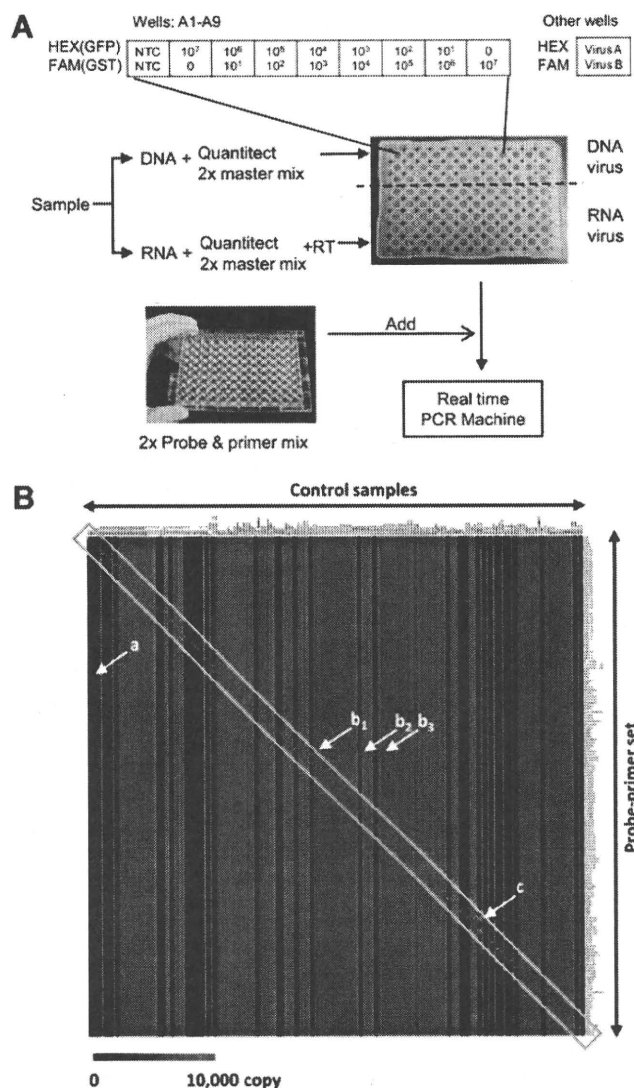 A
Wells: A1-A9
Other wells
HEX(GFP) NTC 10⁷ 10⁶ 10⁵ 10⁴ 10³ 10² 10¹ 0
FAM(GST) NTC 0 10¹ 10² 10³ 10⁴ 10⁵ 10⁶ 10⁷
HEX Virus A
FAM Virus B
Sample
DNA + Quantitect
2x master mix
RNA + Quantitect +RT
2x master mix
DNA
virus
RNA
virus
Add
2x Probe & primer mix
Real time
PCR Machine
B
Control samples
Probe-primer set
a
b₁ b₂ b₃
c
0 10,000 copy